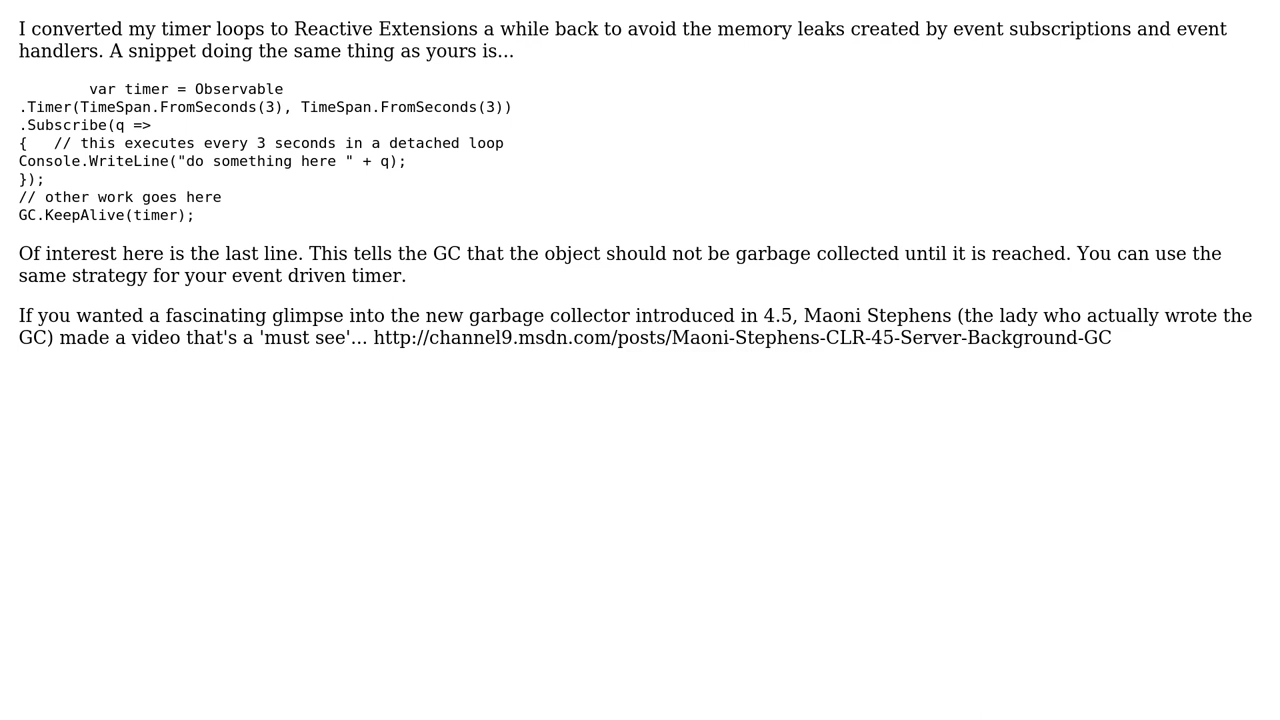 I converted my timer loops to Reactive Extensions a while back to avoid the memory leaks created by event subscriptions and event
handlers. A snippet doing the same thing as yours is...
        var timer = Observable
.Timer(TimeSpan.FromSeconds(3), TimeSpan.FromSeconds(3))
.Subscribe(q =>
{   // this executes every 3 seconds in a detached loop
Console.WriteLine("do something here " + q);
});
// other work goes here
GC.KeepAlive(timer);
Of interest here is the last line. This tells the GC that the object should not be garbage collected until it is reached. You can use the
same strategy for your event driven timer.
If you wanted a fascinating glimpse into the new garbage collector introduced in 4.5, Maoni Stephens (the lady who actually wrote the
GC) made a video that's a 'must see'... http://channel9.msdn.com/posts/Maoni-Stephens-CLR-45-Server-Background-GC